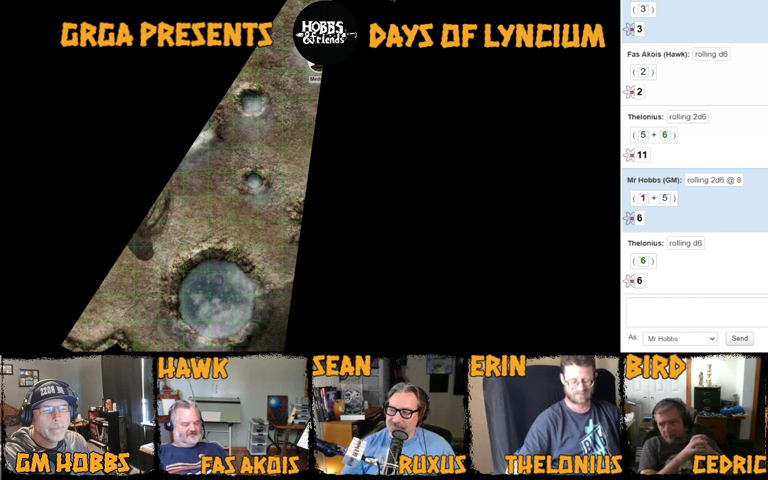 GRGA PRESENTS
HOBBS
& friends
DAYS OF LYNCIUM
( 3 )
3
Fas Akois (Hawk): rolling d6
( 2 )
2
Thelonius: rolling 2d6
( 5 + 6 )
11
Mr Hobbs (GM): rolling 2d6 @ 8
( 1 + 5 )
6
Thelonius: rolling d6
( 6 )
6
As: Mr Hobbs Send
HAWK
SEAN
ERIN
BIRD
GM HOBBS
FAS AKOIS
RUXUS
THELONIUS
CEDRIC